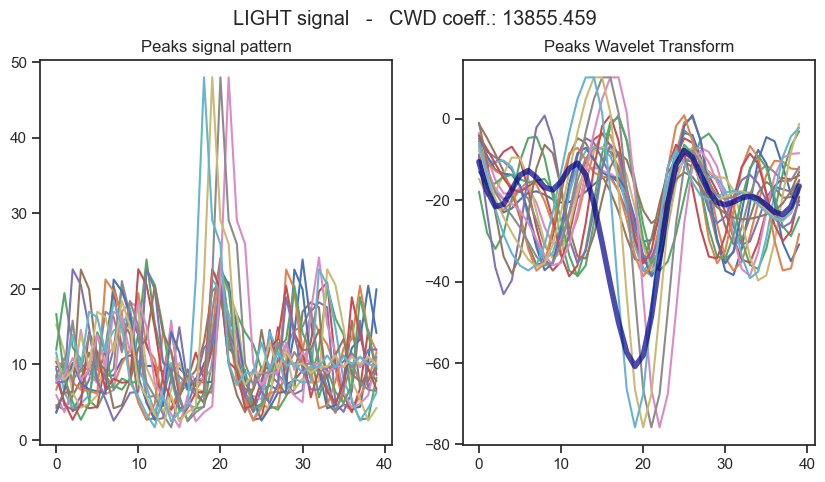 LIGHT signal - CWD coeff.: 13855.459
Peaks signal pattern
Peaks Wavelet Transform
50
40
30
20
10
0
0
−20
−40
−60
−80
0 10 20 30 40
0 10 20 30 40